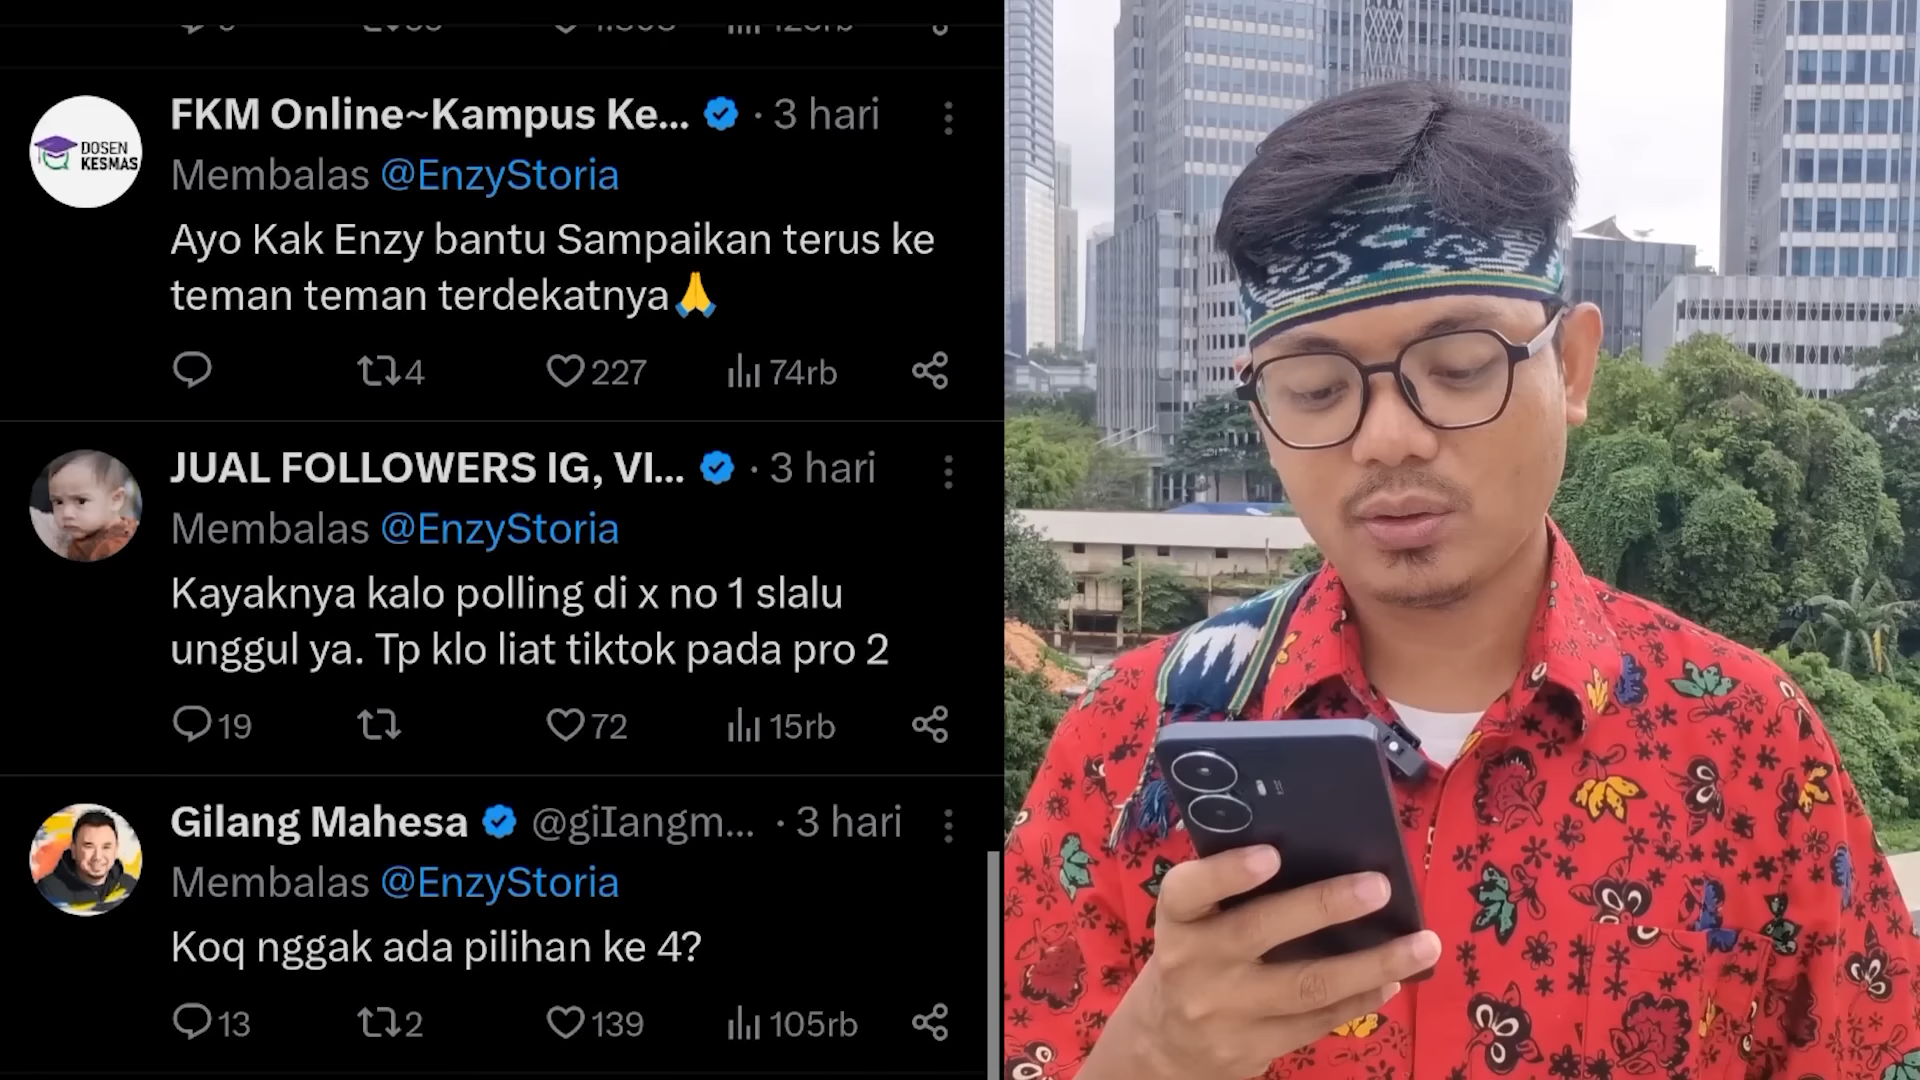 FKM Online~Kampus Ke... · 3 hari
DOSEN
KESMAS
Membalas @EnzyStoria
Ayo Kak Enzy bantu Sampaikan terus ke
teman teman terdekatnya🙏
4 227 74rb
JUAL FOLLOWERS IG, VI... · 3 hari
Membalas @EnzyStoria
Kayaknya kalo polling di x no 1 slalu
unggul ya. Tp klo liat tiktok pada pro 2
19 72 15rb
Gilang Mahesa @giIangm... · 3 hari
Membalas @EnzyStoria
Koq nggak ada pilihan ke 4?
13 2 139 105rb